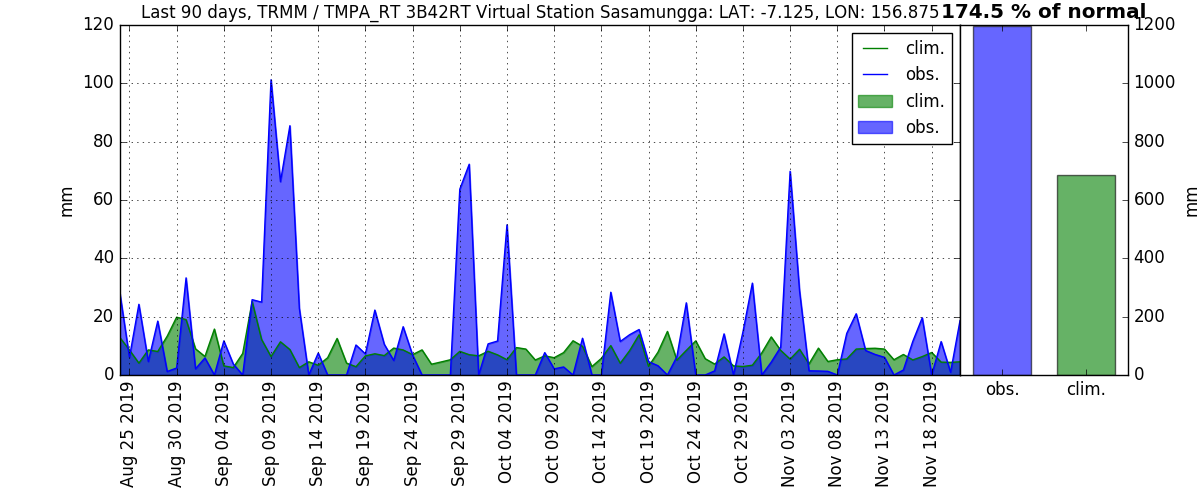 Last 90 days, TRMM / TMPA_RT 3B42RT Virtual Station Sasamungga: LAT: -7.125, LON: 156.875 174.5 % of normal
120
100
80
60
40
20
0
mm
clim.
obs.
clim.
obs.
1200
1000
800
600
400
200
0
mm
obs.
clim.
Aug 25 2019
Aug 30 2019
Sep 04 2019
Sep 09 2019
Sep 14 2019
Sep 19 2019
Sep 24 2019
Sep 29 2019
Oct 04 2019
Oct 09 2019
Oct 14 2019
Oct 19 2019
Oct 24 2019
Oct 29 2019
Nov 03 2019
Nov 08 2019
Nov 13 2019
Nov 18 2019